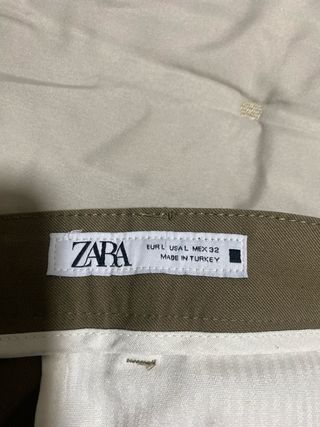 ZARA
EUR L USA L MEX 32
MADE IN TURKEY